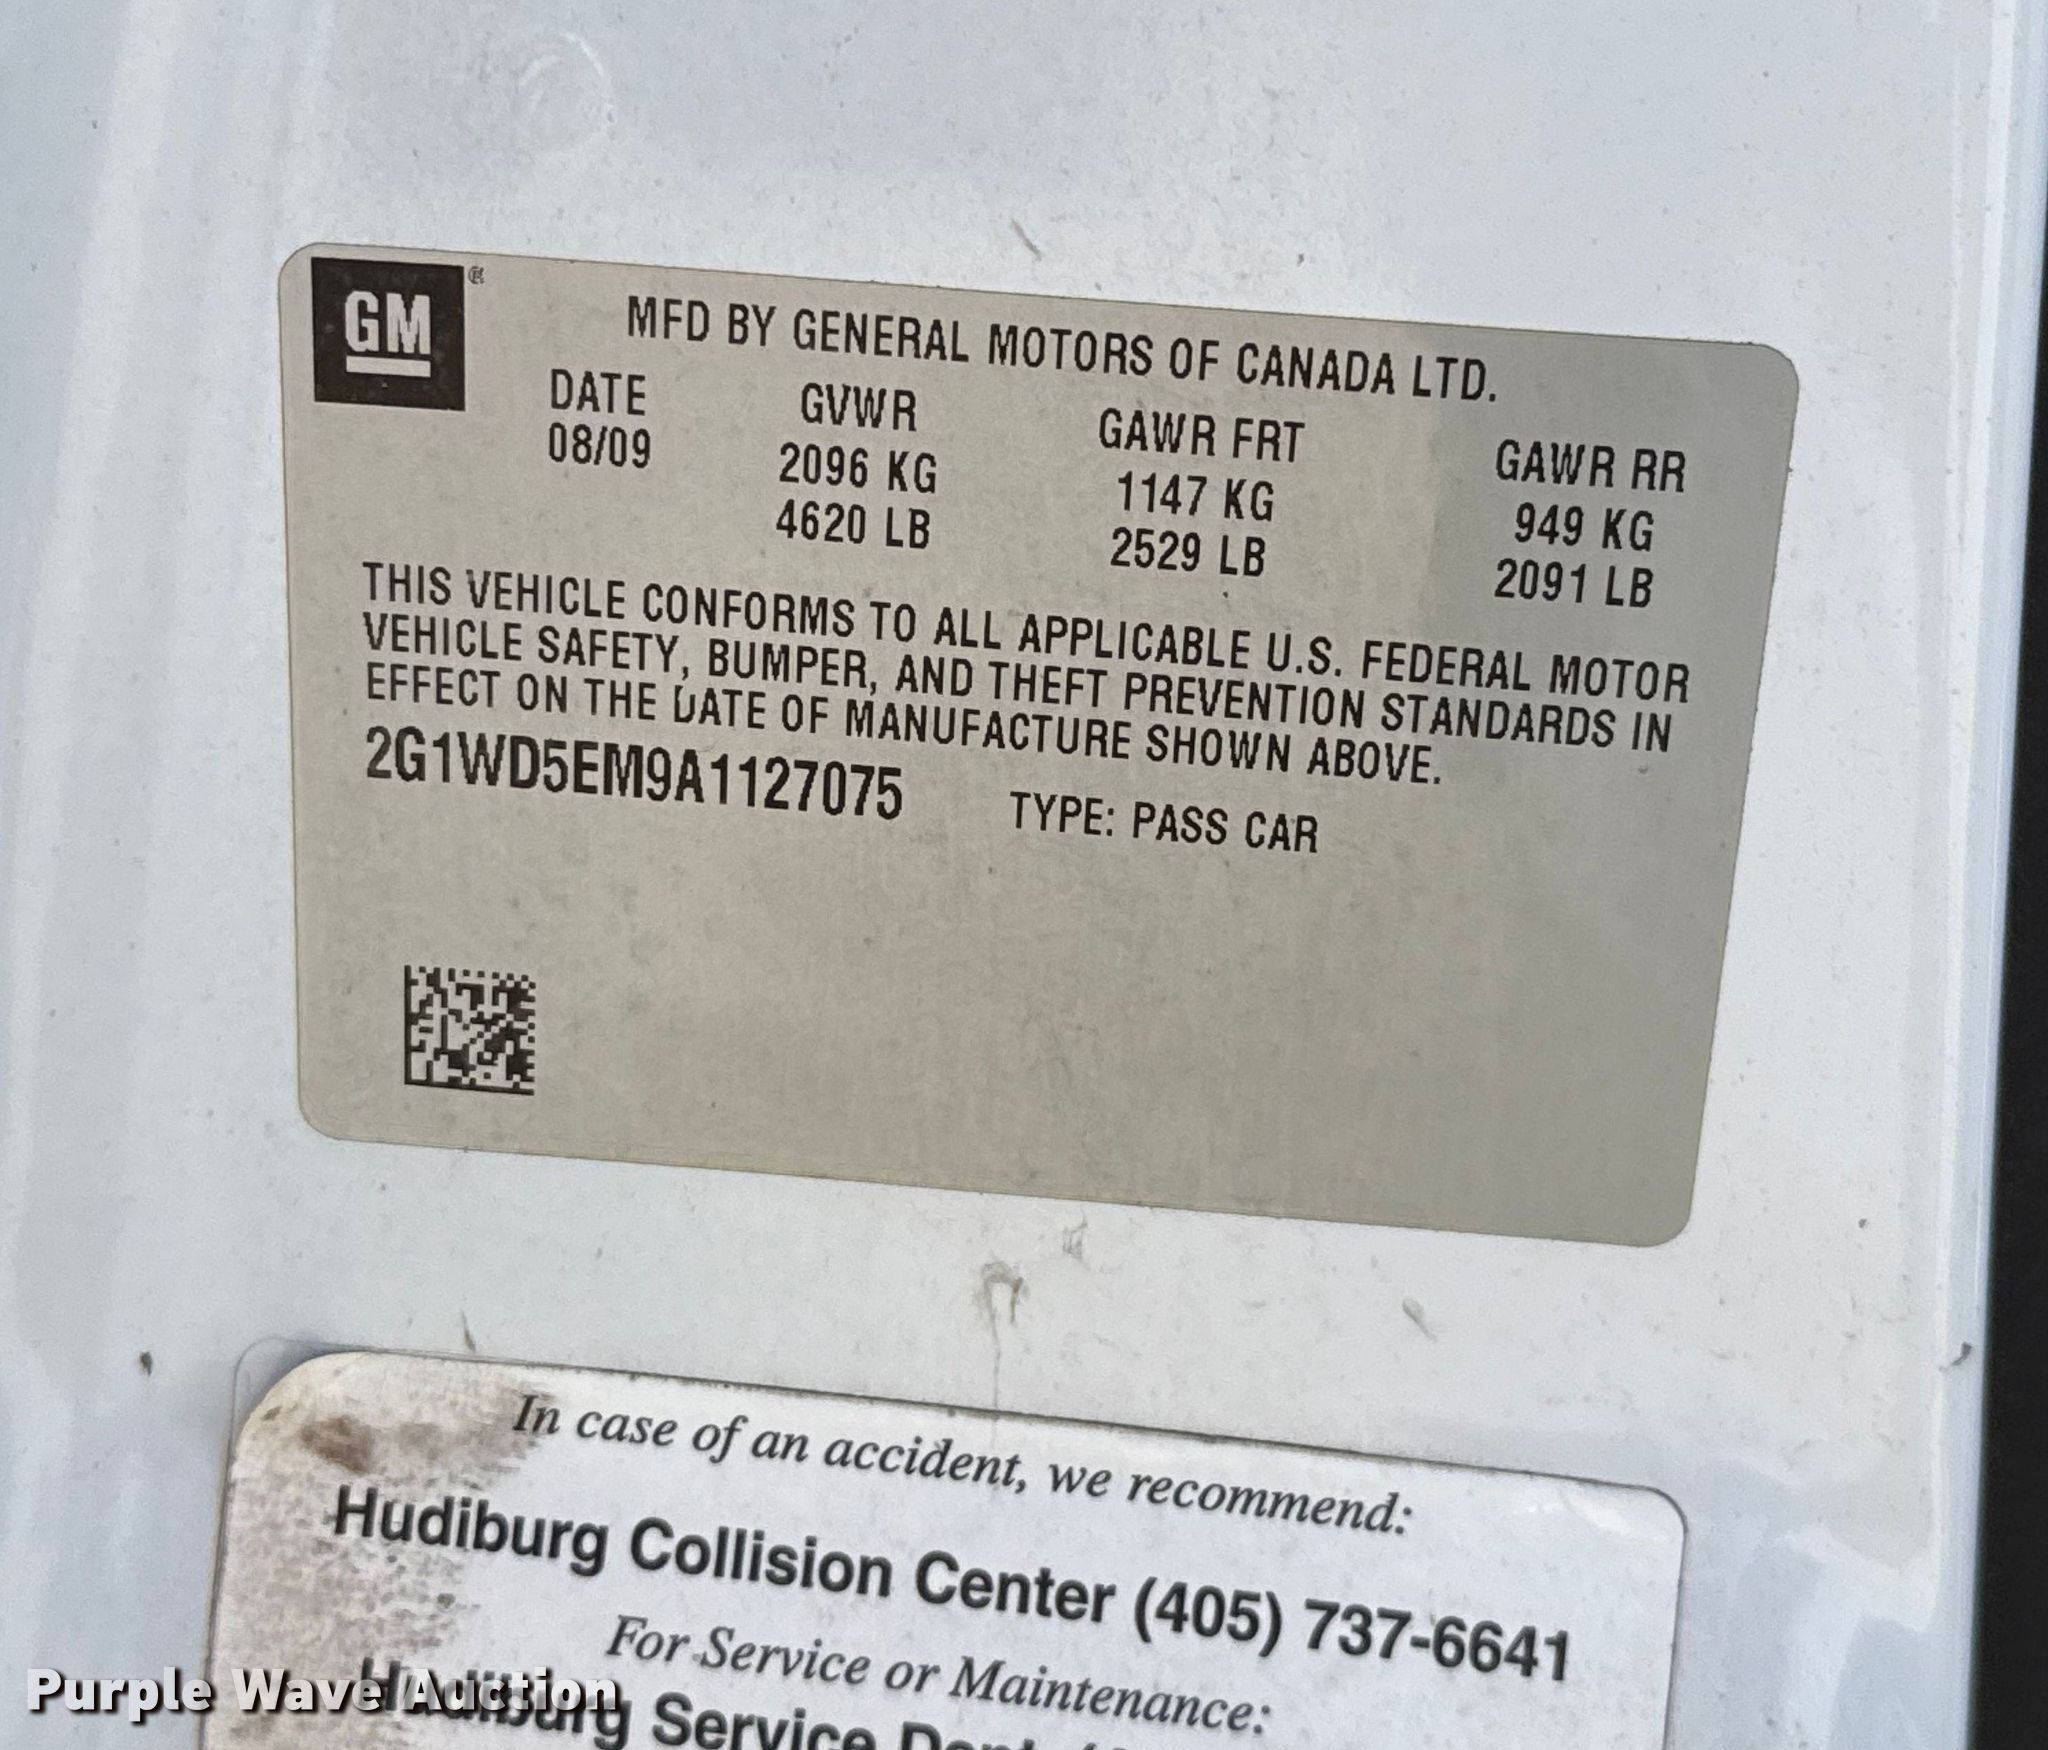 GM®
MFD BY GENERAL MOTORS OF CANADA LTD.
DATE GVWR GAWR FRT GAWR RR
08/09 2096 KG 1147 KG 949 KG
4620 LB 2529 LB 2091 LB
THIS VEHICLE CONFORMS TO ALL APPLICABLE U.S. FEDERAL MOTOR
VEHICLE SAFETY, BUMPER, AND THEFT PREVENTION STANDARDS IN
EFFECT ON THE DATE OF MANUFACTURE SHOWN ABOVE.
2G1WD5EM9A1127075 TYPE: PASS CAR
In case of an accident, we recommend:
Hudiburg Collision Center (405) 737-6641
For Service or Maintenance:
Hudiburg Service
Purple Wave Auction